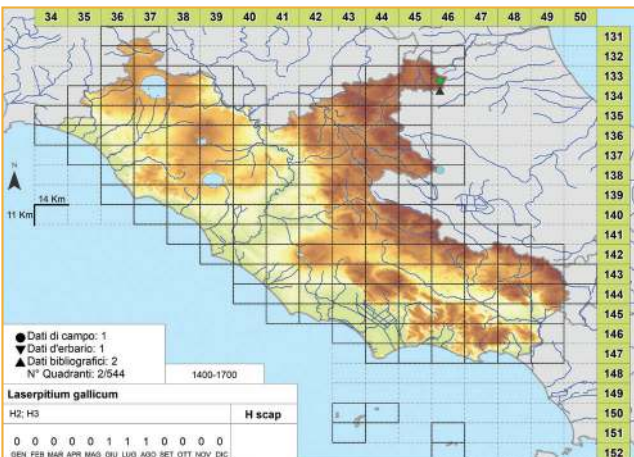 34 35 36 37 38 39 40 41 42 43 44 45 46 47 48 49 50
131
132
133
134
135
136
137
138
139
140
141
142
143
144
145
146
147
148
149
150
151
152
N
14 Km
11 Km
Dati di campo: 1
Dati d'erbario: 1
Dati bibliografici: 2
N° Quadranti: 2/544
1400-1700
Laserpitium gallicum
H2; H3 H scap
0 0 0 0 0 1 1 1 0 0 0 0
GEN FEB MAR APR MAG GIU LUG AGO SET OTT NOV DIC